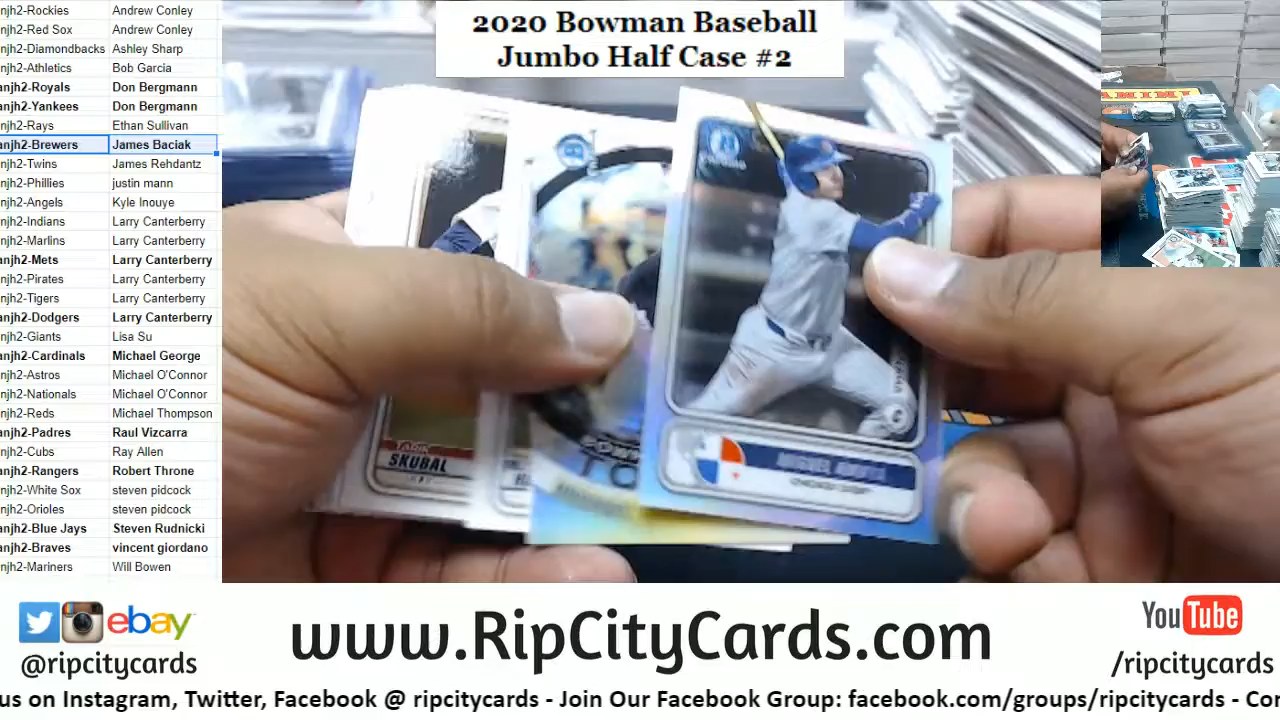 anjh2-Rockies Andrew Conley
njh2-Red Sox Andrew Conley
njh2-Diamondbacks Ashley Sharp
njh2-Athletics Bob Garcia
anjh2-Royals Don Bergmann
anjh2-Yankees Don Bergmann
njh2-Rays Ethan Sullivan
anjh2-Brewers James Baciak
njh2-Twins James Rehdantz
njh2-Phillies justin mann
njh2-Angels Kyle Inouye
njh2-Indians Larry Canterberry
njh2-Marlins Larry Canterberry
anjh2-Mets Larry Canterberry
njh2-Pirates Larry Canterberry
njh2-Tigers Larry Canterberry
anjh2-Dodgers Larry Canterberry
njh2-Giants Lisa Su
anjh2-Cardinals Michael George
njh2-Astros Michael O'Connor
njh2-Nationals Michael O'Connor
njh2-Reds Michael Thompson
anjh2-Padres Raul Vizcarra
njh2-Cubs Ray Allen
anjh2-Rangers Robert Throne
njh2-White Sox steven pidcock
njh2-Orioles steven pidcock
anjh2-Blue Jays Steven Rudnicki
anjh2-Braves vincent giordano
njh2-Mariners Will Bowen
2020 Bowman Baseball
Jumbo Half Case #2
TARIK
SKUBAL
ebay
@ripcitycards
www.RipCityCards.com
YouTube
/ripcitycards
us on Instagram, Twitter, Facebook @ ripcitycards - Join Our Facebook Group: facebook.com/groups/ripcitycards - Con